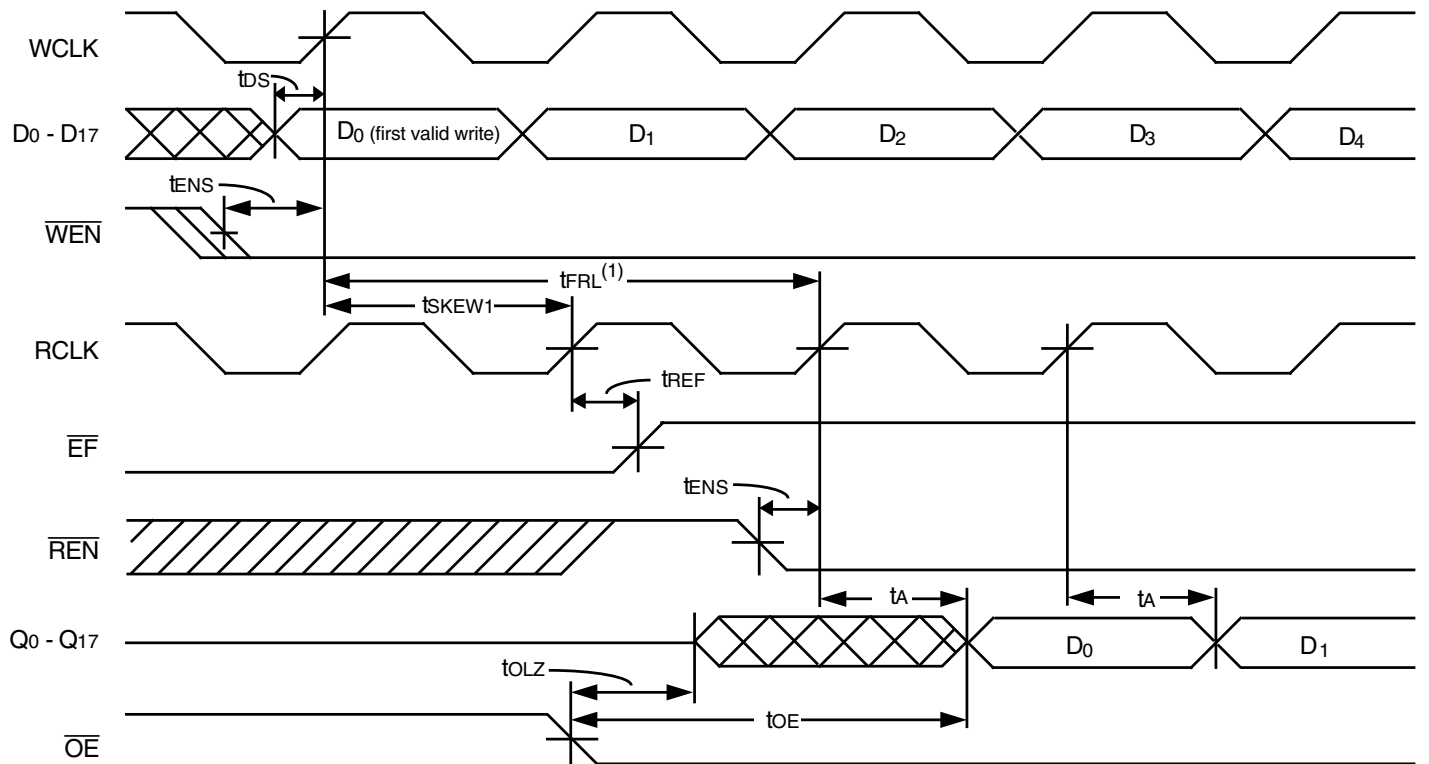 WCLK
tDS
D0 - D17
D0 (first valid write)
D1
D2
D3
D4
tENS
WEN
tFRL(1)
tSKEW1
RCLK
tREF
EF
tENS
REN
tA
tA
Q0 - Q17
D0
D1
tOLZ
tOE
OE